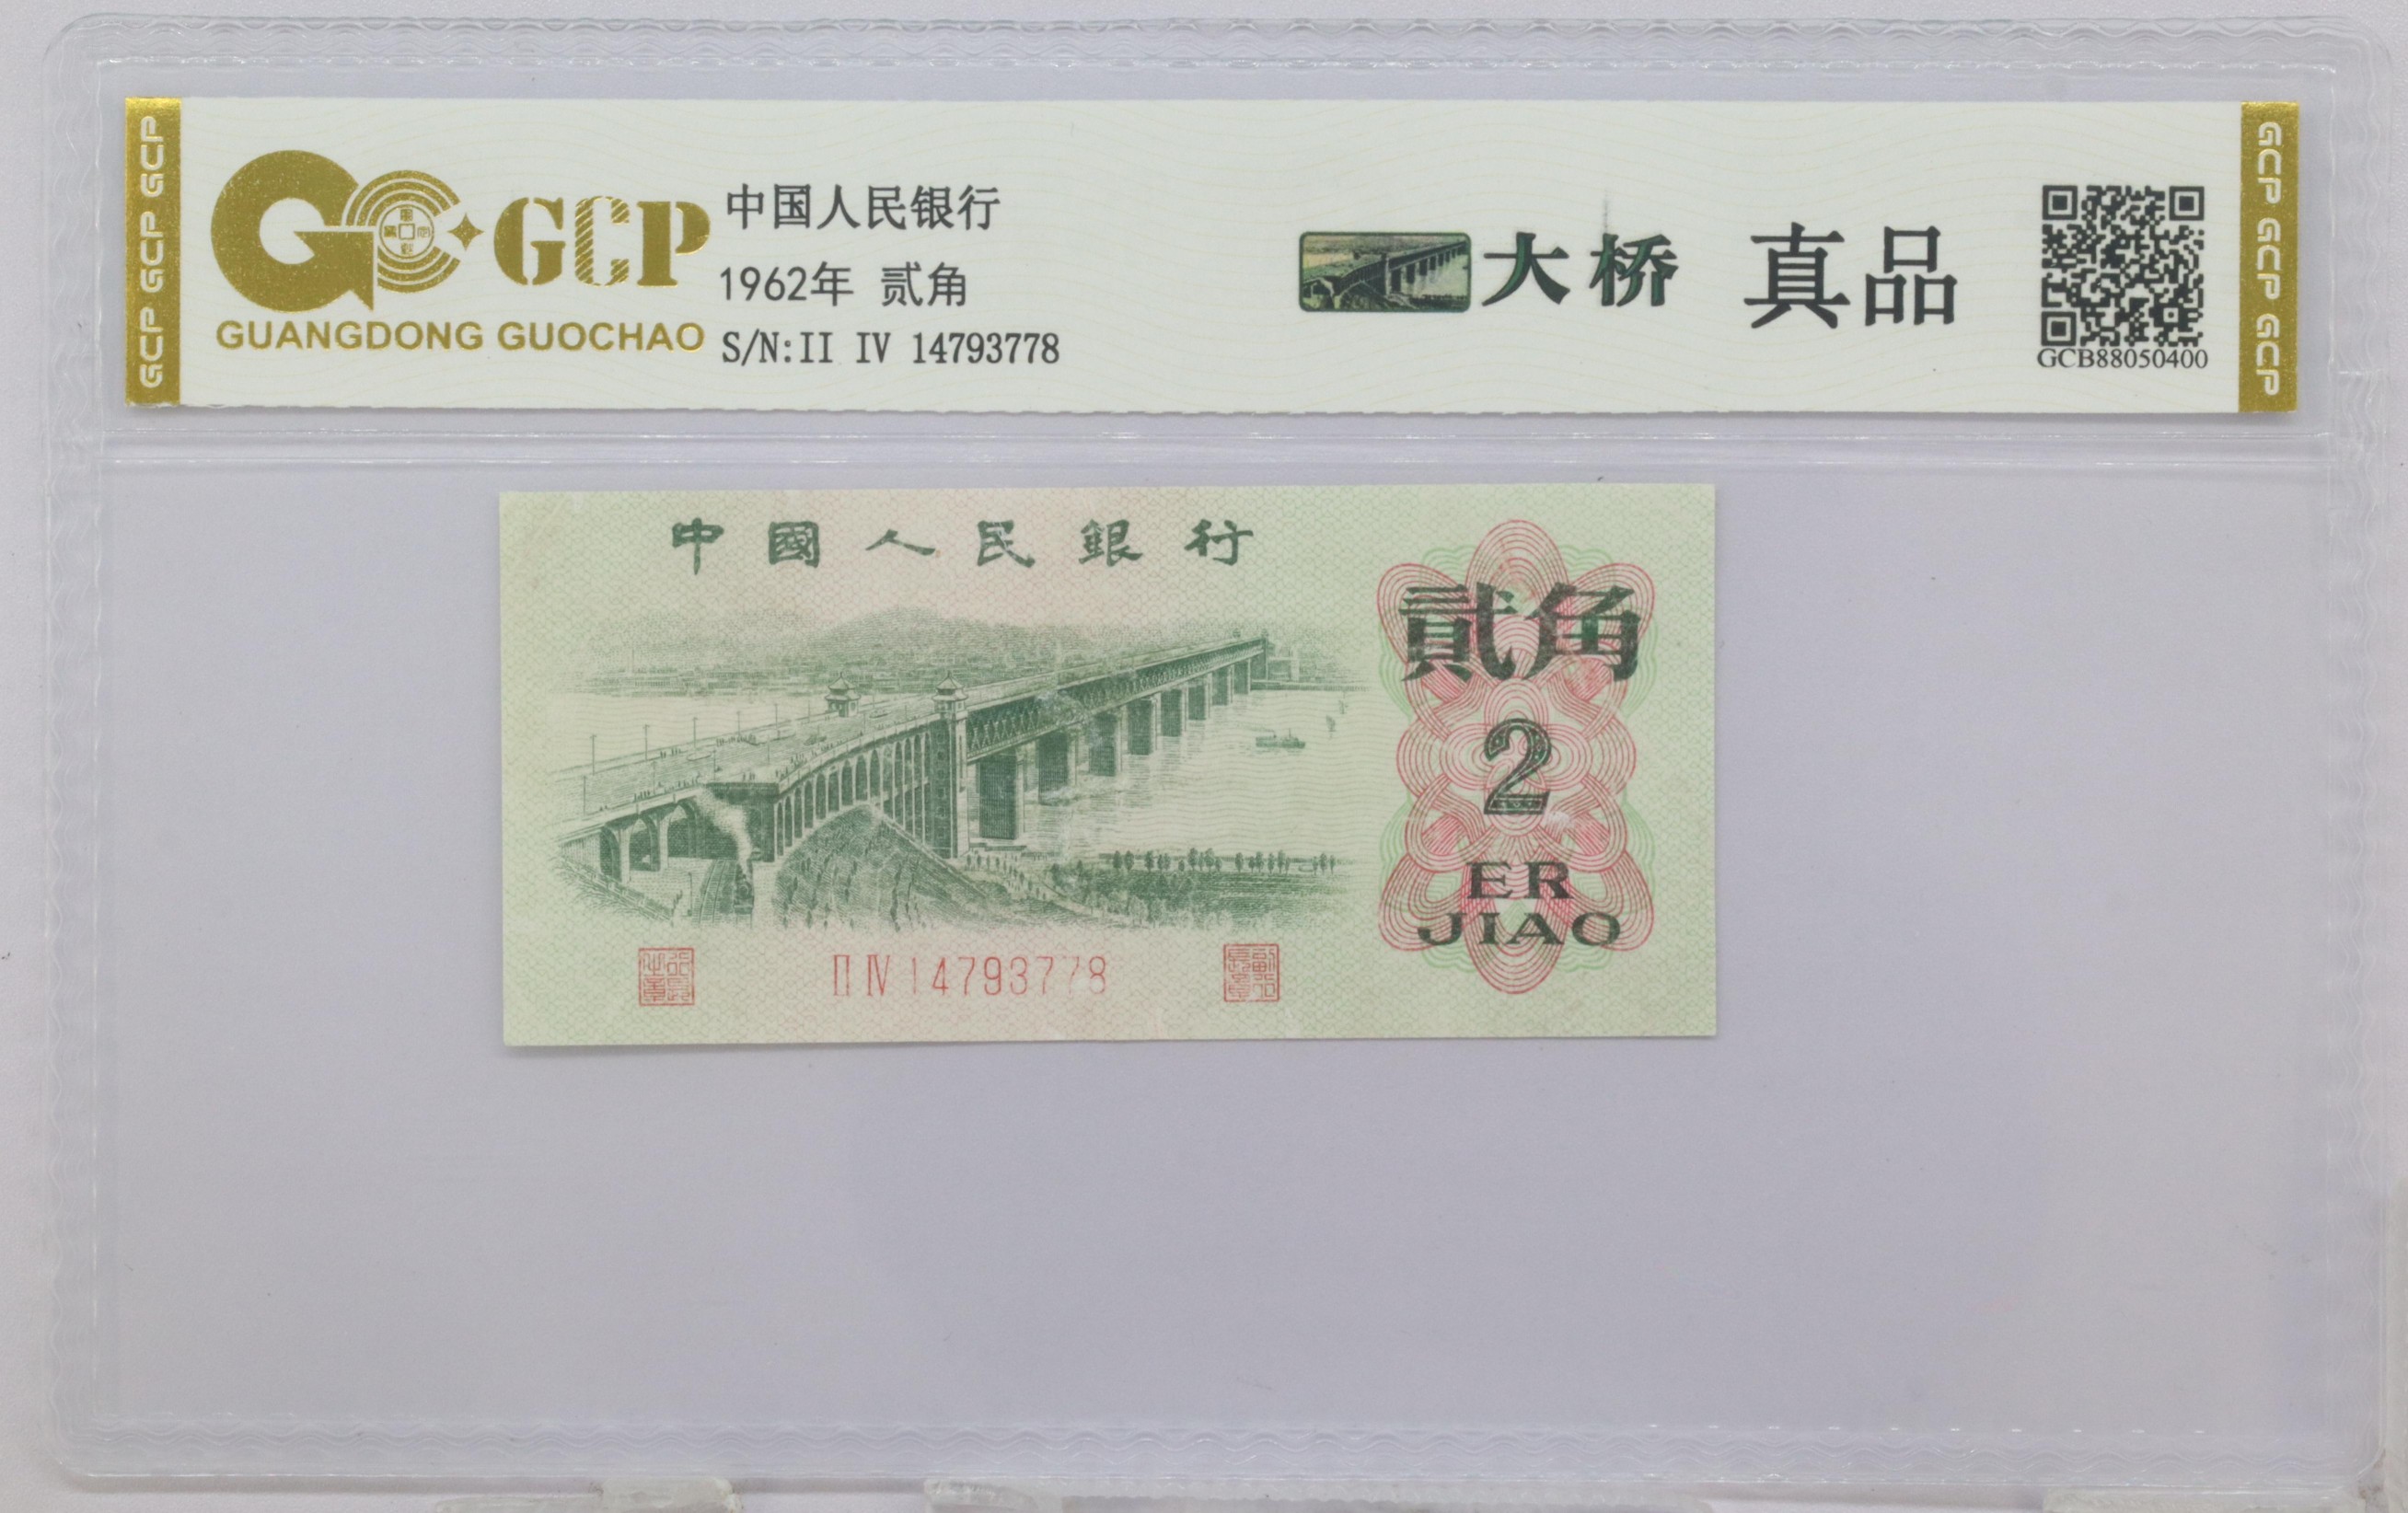 GCP GCP GCP
GCP
GUANGDONG GUOCHAO
中国人民银行
1962年 贰角
S/N:II IV 14793778
大桥 真品
GCB88050400
GCP GCP GCP
中國人民銀行
貳角
2
ER
JIAO
II IV 14793778